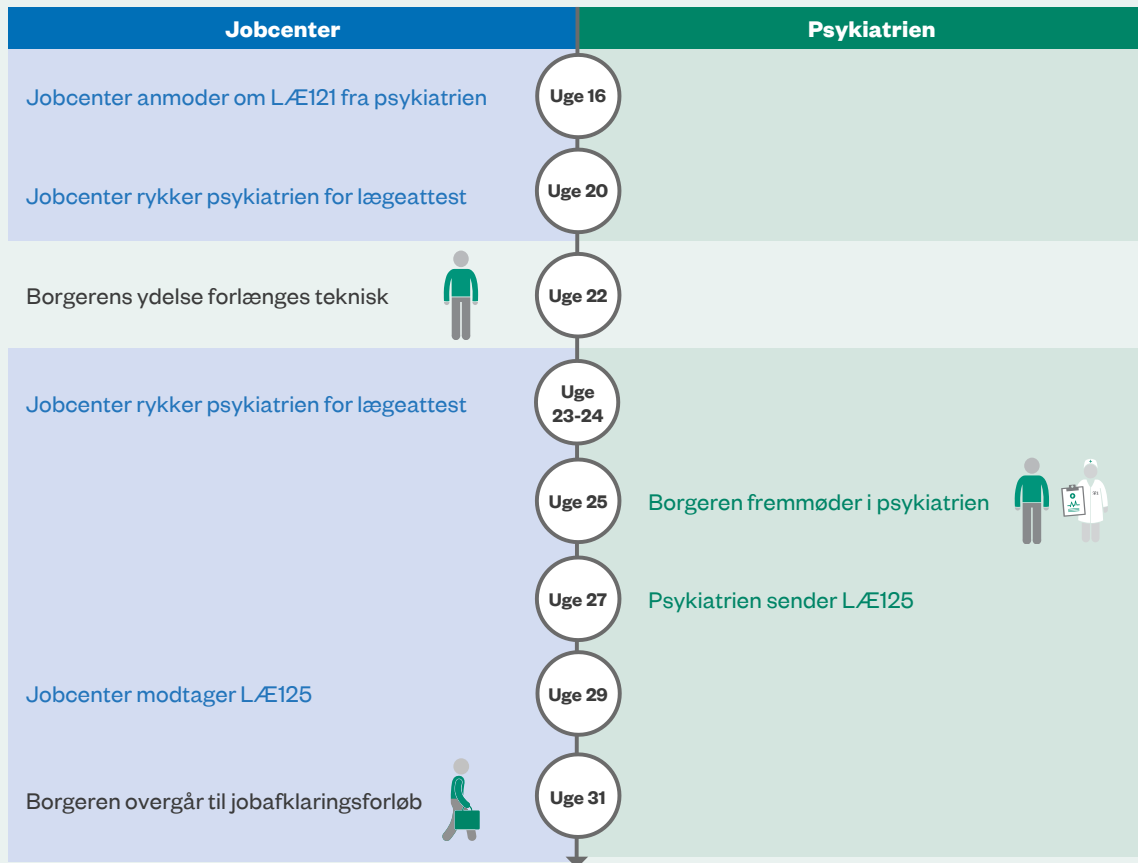 Jobcenter
Psykiatrien
Jobcenter anmoder om LÆ121 fra psykiatrien
Uge 16
Jobcenter rykker psykiatrien for lægeattest
Uge 20
Borgerens ydelse forlænges teknisk
Uge 22
Jobcenter rykker psykiatrien for lægeattest
Uge
23-24
Uge 25
Borgeren fremmøder i psykiatrien
Uge 27
Psykiatrien sender LÆ125
Jobcenter modtager LÆ125
Uge 29
Borgeren overgår til jobafklaringsforløb
Uge 31